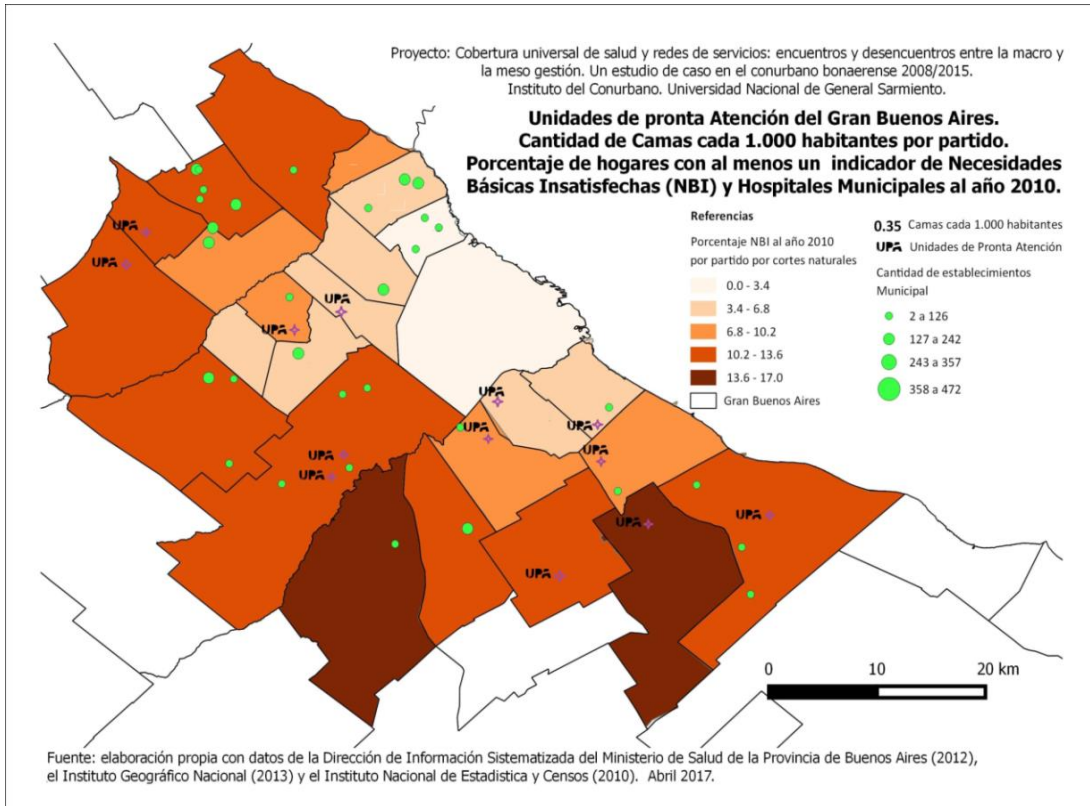 Proyecto: Cobertura universal de salud y redes de servicios: encuentros y desencuentros entre la macro y
la meso gestión. Un estudio de caso en el conurbano bonaerense 2008/2015.
Instituto del Conurbano. Universidad Nacional de General Sarmiento.
Unidades de pronta Atención del Gran Buenos Aires.
Cantidad de Camas cada 1.000 habitantes por partido.
Porcentaje de hogares con al menos un indicador de Necesidades
Básicas Insatisfechas (NBI) y Hospitales Municipales al año 2010.
Referencias
Porcentaje NBI al año 2010
por partido por cortes naturales
0.0 - 3.4
3.4 - 6.8
6.8 - 10.2
10.2 - 13.6
13.6 - 17.0
Gran Buenos Aires
0.35 Camas cada 1.000 habitantes
UPA Unidades de Pronta Atención
Cantidad de establecimientos
Municipal
2 a 126
127 a 242
243 a 357
358 a 472
UPA
UPA
UPA
UPA
UPA
UPA
UPA
UPA
UPA
UPA
UPA
UPA
UPA
0 10 20 km
Fuente: elaboración propia con datos de la Dirección de Información Sistematizada del Ministerio de Salud de la Provincia de Buenos Aires (2012),
el Instituto Geográfico Nacional (2013) y el Instituto Nacional de Estadistica y Censos (2010). Abril 2017.